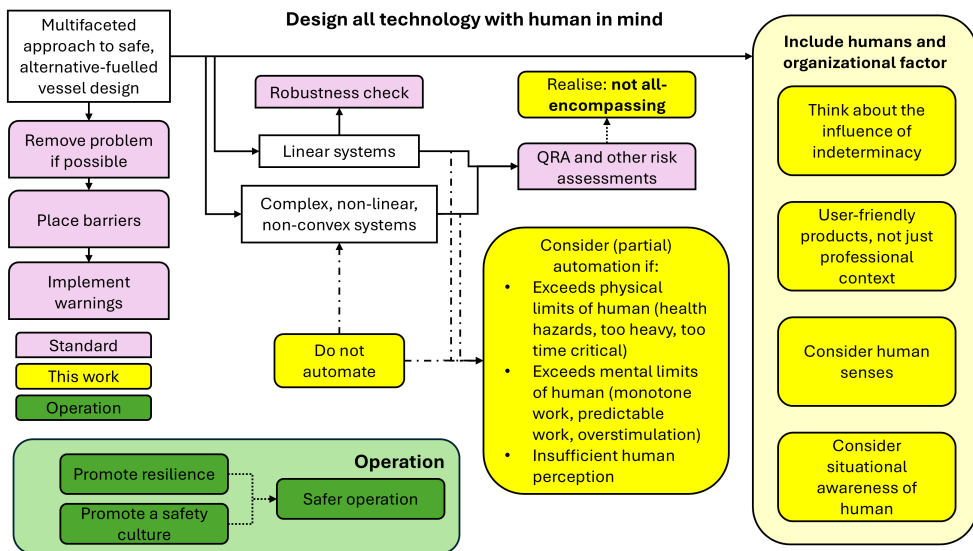 Design all technology with human in mind
Multifaceted
approach to safe,
alternative-fuelled
vessel design
Remove problem
if possible
Place barriers
Implement
warnings
Standard
This work
Operation
Robustness check
Linear systems
Complex, non-linear,
non-convex systems
Do not
automate
Realise: not all-
encompassing
QRA and other risk
assessments
Consider (partial)
automation if:
• Exceeds physical
limits of human (health
hazards, too heavy, too
time critical)
• Exceeds mental limits
of human (monotone
work, predictable
work, overstimulation)
• Insufficient human
perception
Include humans and
organizational factor
Think about the
influence of
indeterminacy
User-friendly
products, not just
professional
context
Consider human
senses
Consider
situational
awareness of
human
Operation
Promote resilience
Promote a safety
culture
Safer operation